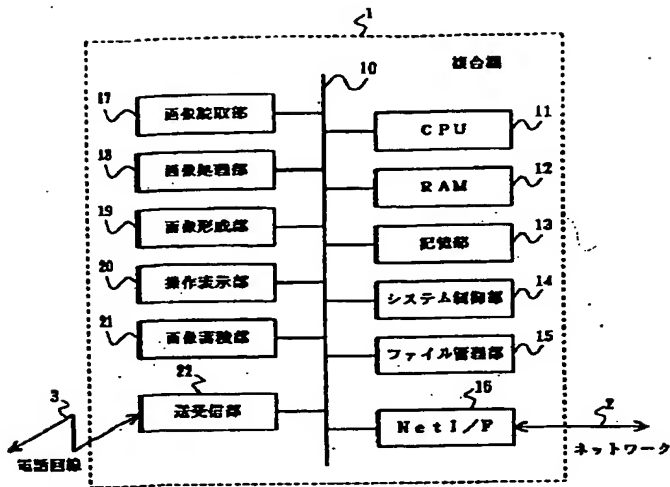 1
10
複合機
17
画像読取部
CPU
11
18
画像処理部
RAM
12
19
画像形成部
記憶部
13
20
操作表示部
システム制御部
14
21
画像蓄積部
ファイル管理部
15
22
3
送受信部
16
NetI/F
2
電話回線
ネットワーク